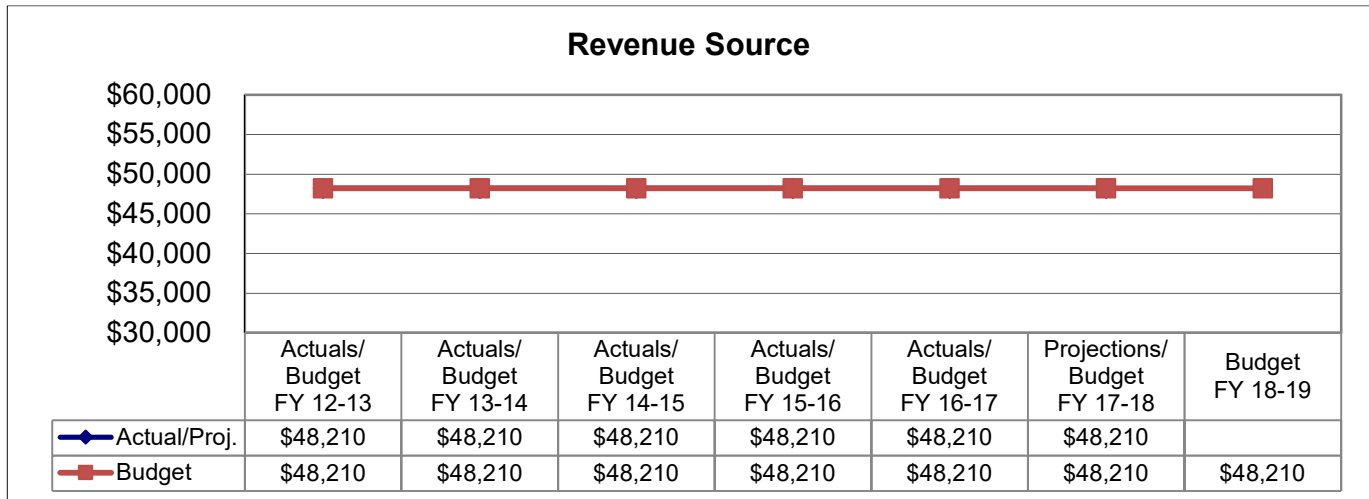 Revenue Source
$60,000
$55,000
$50,000
$45,000
$40,000
$35,000
$30,000
Actuals/ Actuals/ Actuals/ Actuals/ Actuals/ Projections/ Budget
Budget Budget Budget Budget Budget Budget FY 18-19
FY 12-13 FY 13-14 FY 14-15 FY 15-16 FY 16-17 FY 17-18
Actual/Proj. $48,210 $48,210 $48,210 $48,210 $48,210 $48,210
Budget $48,210 $48,210 $48,210 $48,210 $48,210 $48,210 $48,210